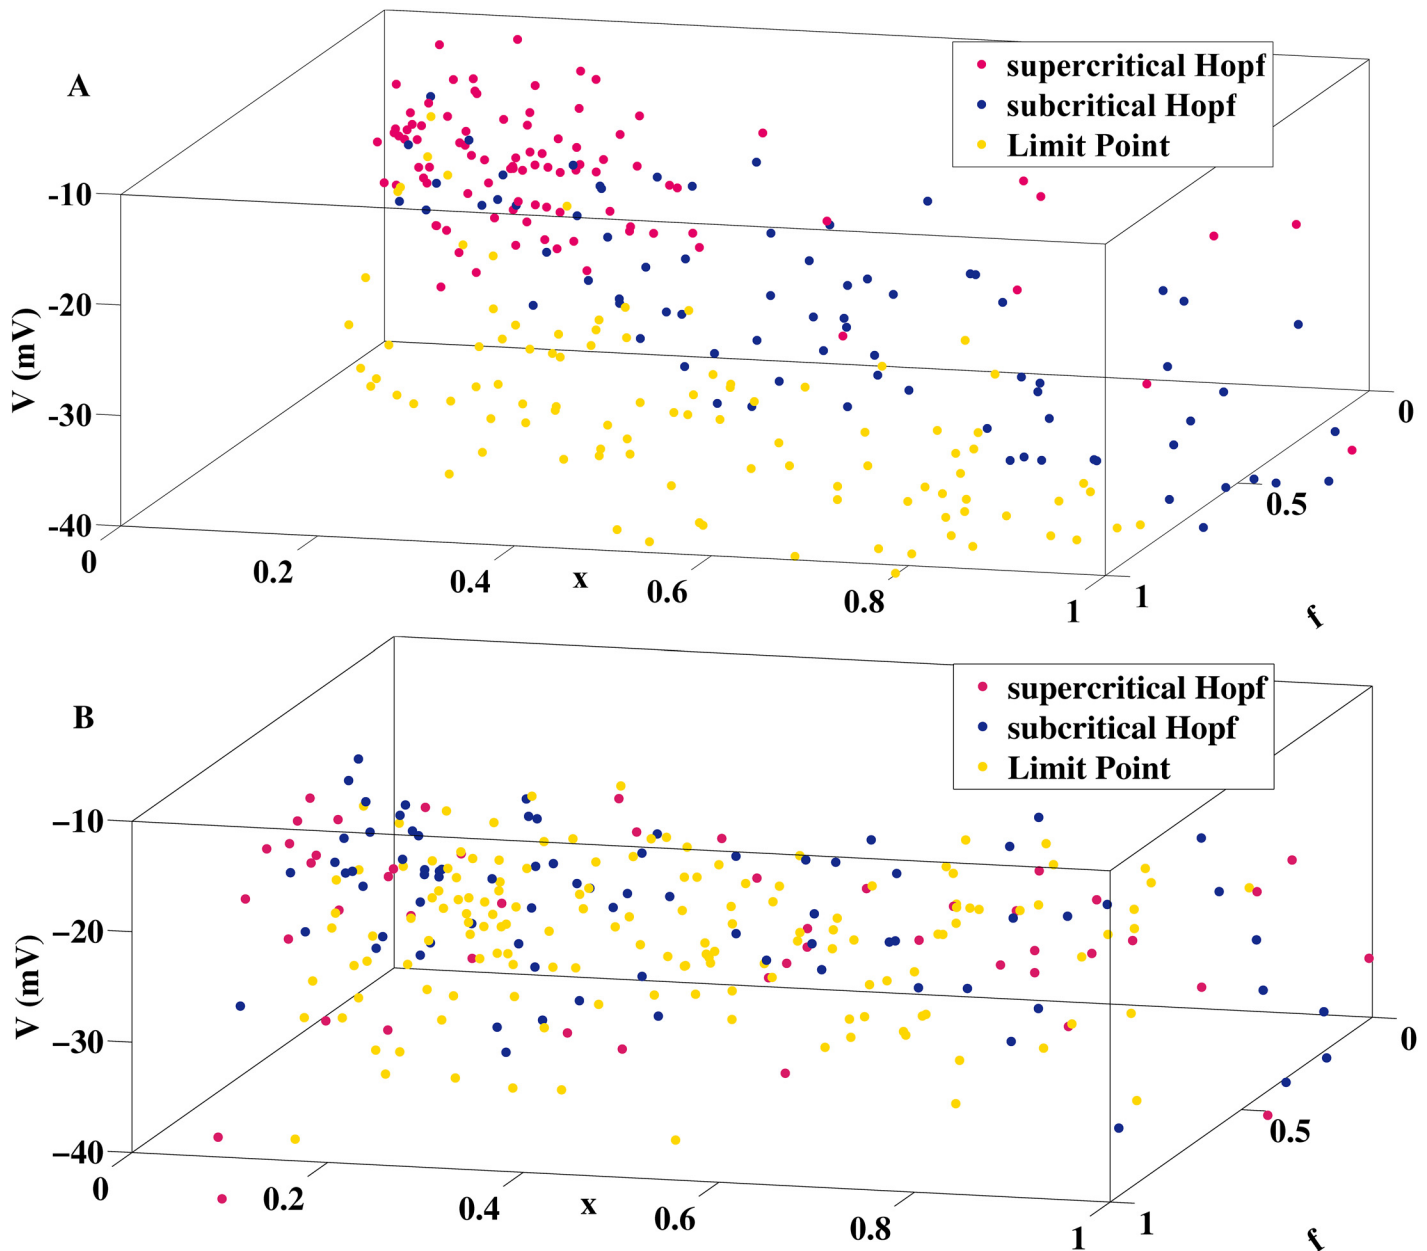 A
supercritical Hopf
subcritical Hopf
Limit Point
-10
-20
-30
-40
V (mV)
0
0.2
0.4
x
0.6
0.8
1
1
0.5
0
f
B
supercritical Hopf
subcritical Hopf
Limit Point
−10
−20
−30
−40
V (mV)
0
0.2
0.4
x
0.6
0.8
1
1
0.5
0
f